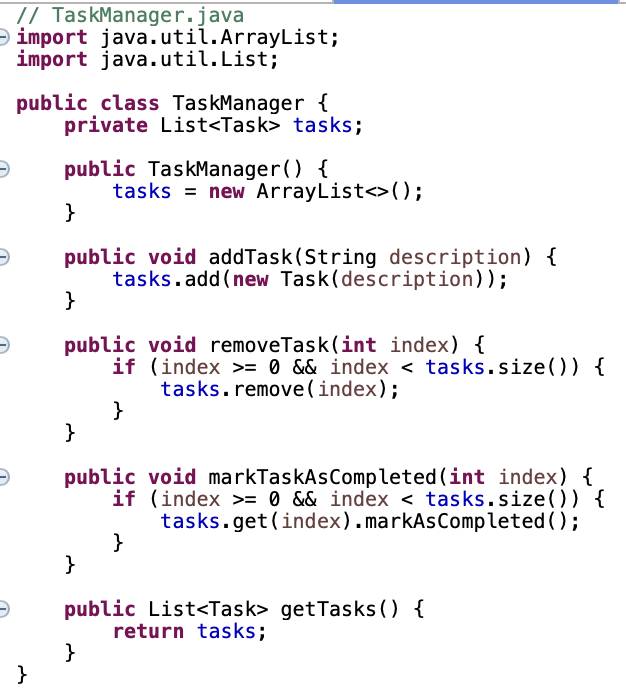 // TaskManager.java
import java.util.ArrayList;
import java.util.List;

public class TaskManager {
    private List<Task> tasks;

    public TaskManager() {
        tasks = new ArrayList<>();
    }

    public void addTask(String description) {
        tasks.add(new Task(description));
    }

    public void removeTask(int index) {
        if (index >= 0 && index < tasks.size()) {
            tasks.remove(index);
        }
    }

    public void markTaskAsCompleted(int index) {
        if (index >= 0 && index < tasks.size()) {
            tasks.get(index).markAsCompleted();
        }
    }

    public List<Task> getTasks() {
        return tasks;
    }
}